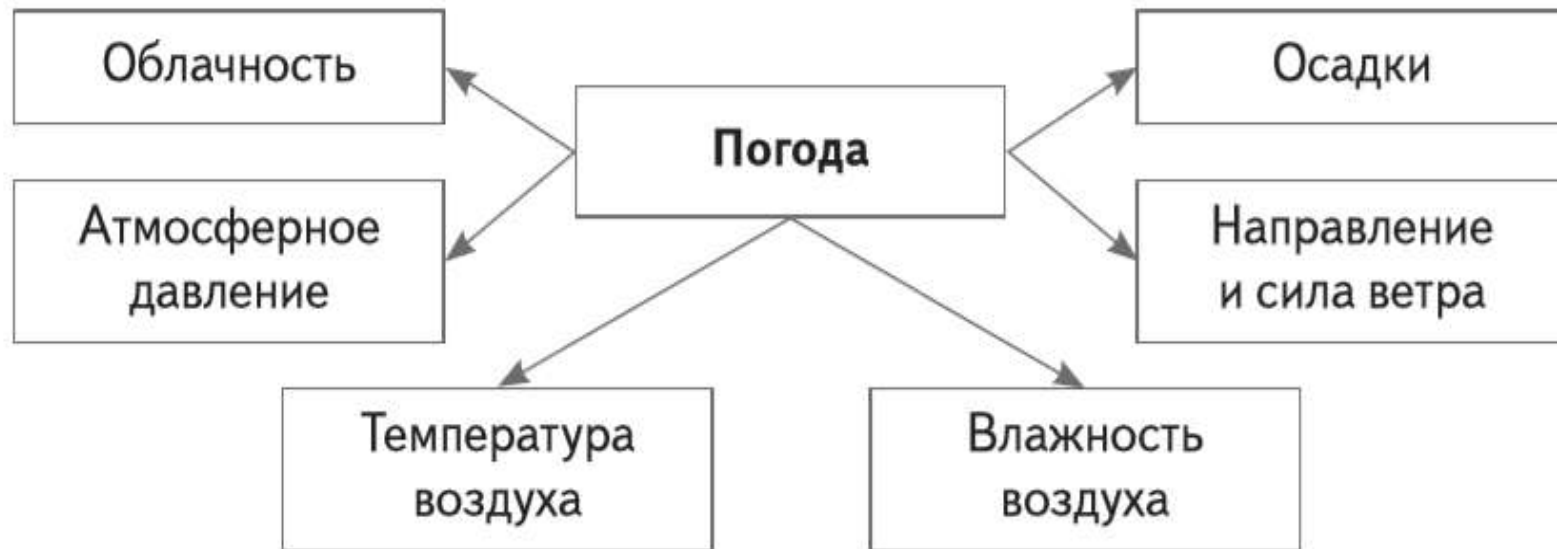 Облачность
Осадки
Погода
Атмосферное
давление
Направление
и сила ветра
Температура
воздуха
Влажность
воздуха